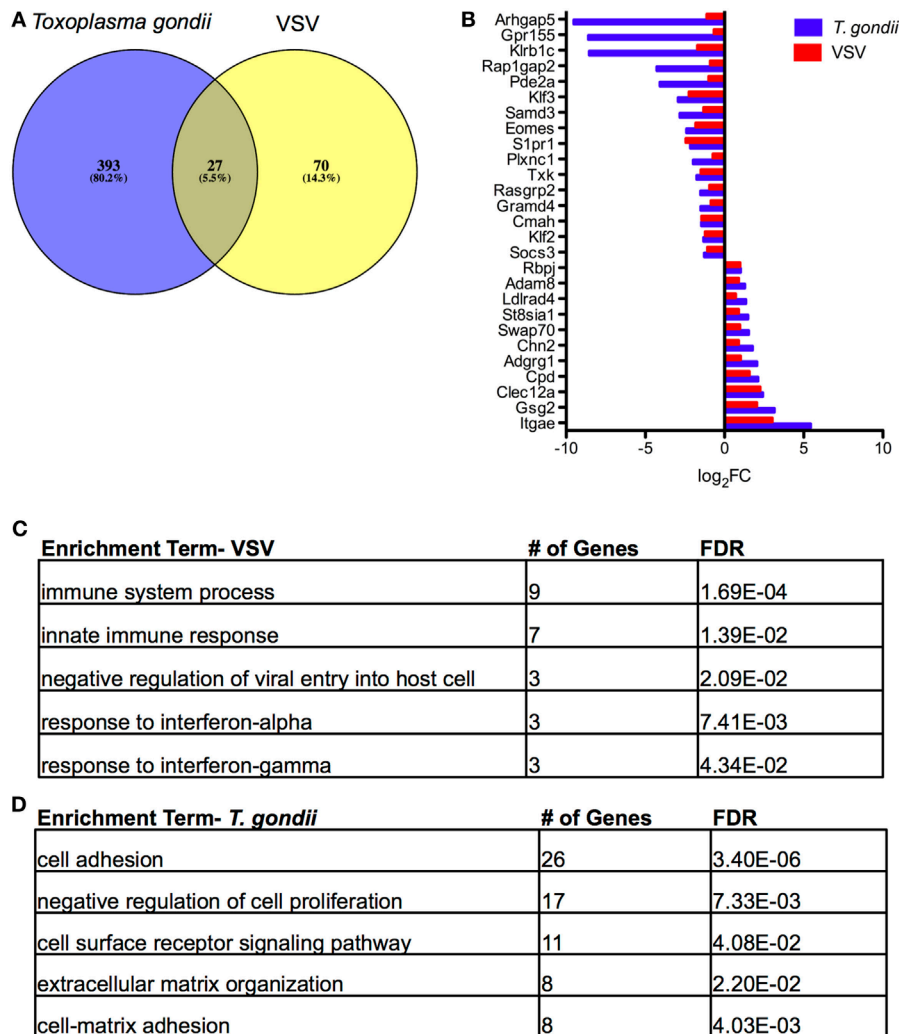 A Toxoplasma gondii VSV
393 27 70
(80.2%) (5.5%) (14.3%)
B
Arhgap5
Gpr155
Klrb1c
Rap1gap2
Pde2a
Klf3
Samd3
Eomes
S1pr1
Plxnc1
Txk
Rasgrp2
Gramd4
Cmah
Klf2
Socs3
Rbpj
Adam8
Ldlrad4
St8sia1
Swap70
Chn2
Adgrg1
Cpd
Clec12a
Gsg2
Itgae
T. gondii
VSV
-10 -5 0 5 10
log2FC
C
Enrichment Term- VSV # of Genes FDR
immune system process 9 1.69E-04
innate immune response 7 1.39E-02
negative regulation of viral entry into host cell 3 2.09E-02
response to interferon-alpha 3 7.41E-03
response to interferon-gamma 3 4.34E-02
D
Enrichment Term- T. gondii # of Genes FDR
cell adhesion 26 3.40E-06
negative regulation of cell proliferation 17 7.33E-03
cell surface receptor signaling pathway 11 4.08E-02
extracellular matrix organization 8 2.20E-02
cell-matrix adhesion 8 4.03E-03